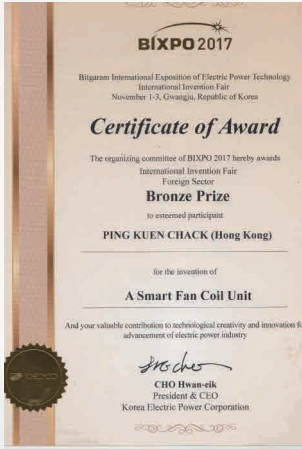 BIXPO 2017
Bitgaram International Exposition of Electric Power Technology
International Invention Fair
November 1-3, Gwangju, Republic of Korea
Certificate of Award
The organizing committee of BIXPO 2017 hereby awards
International Invention Fair
Foreign Sector
Bronze Prize
to esteemed participant
PING KUEN CHACK (Hong Kong)
for the invention of
A Smart Fan Coil Unit
And your valuable contribution to technological creativity and innovation fo
advancement of electric power industry
CHO Hwan-eik
President & CEO
Korea Electric Power Corporation